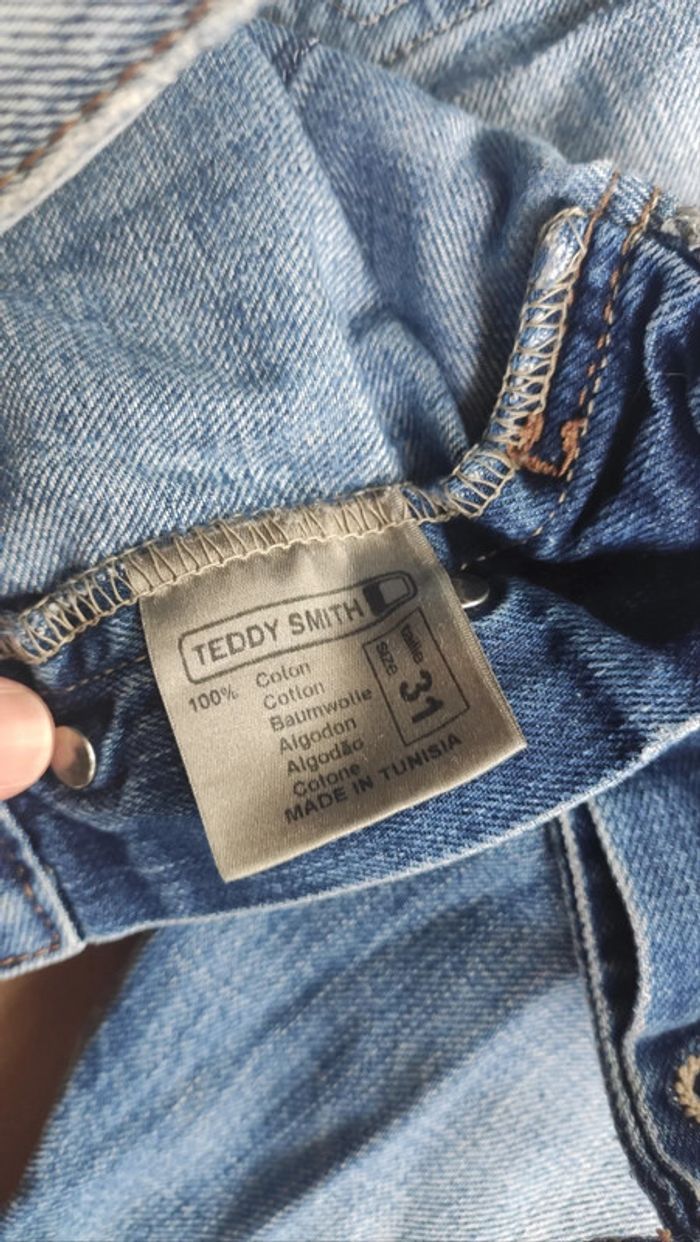 TEDDY SMITH
taille
size
31
100% Coton
Cotton
Baumwolle
Algodon
Algodão
Cotone
MADE IN TUNISIA